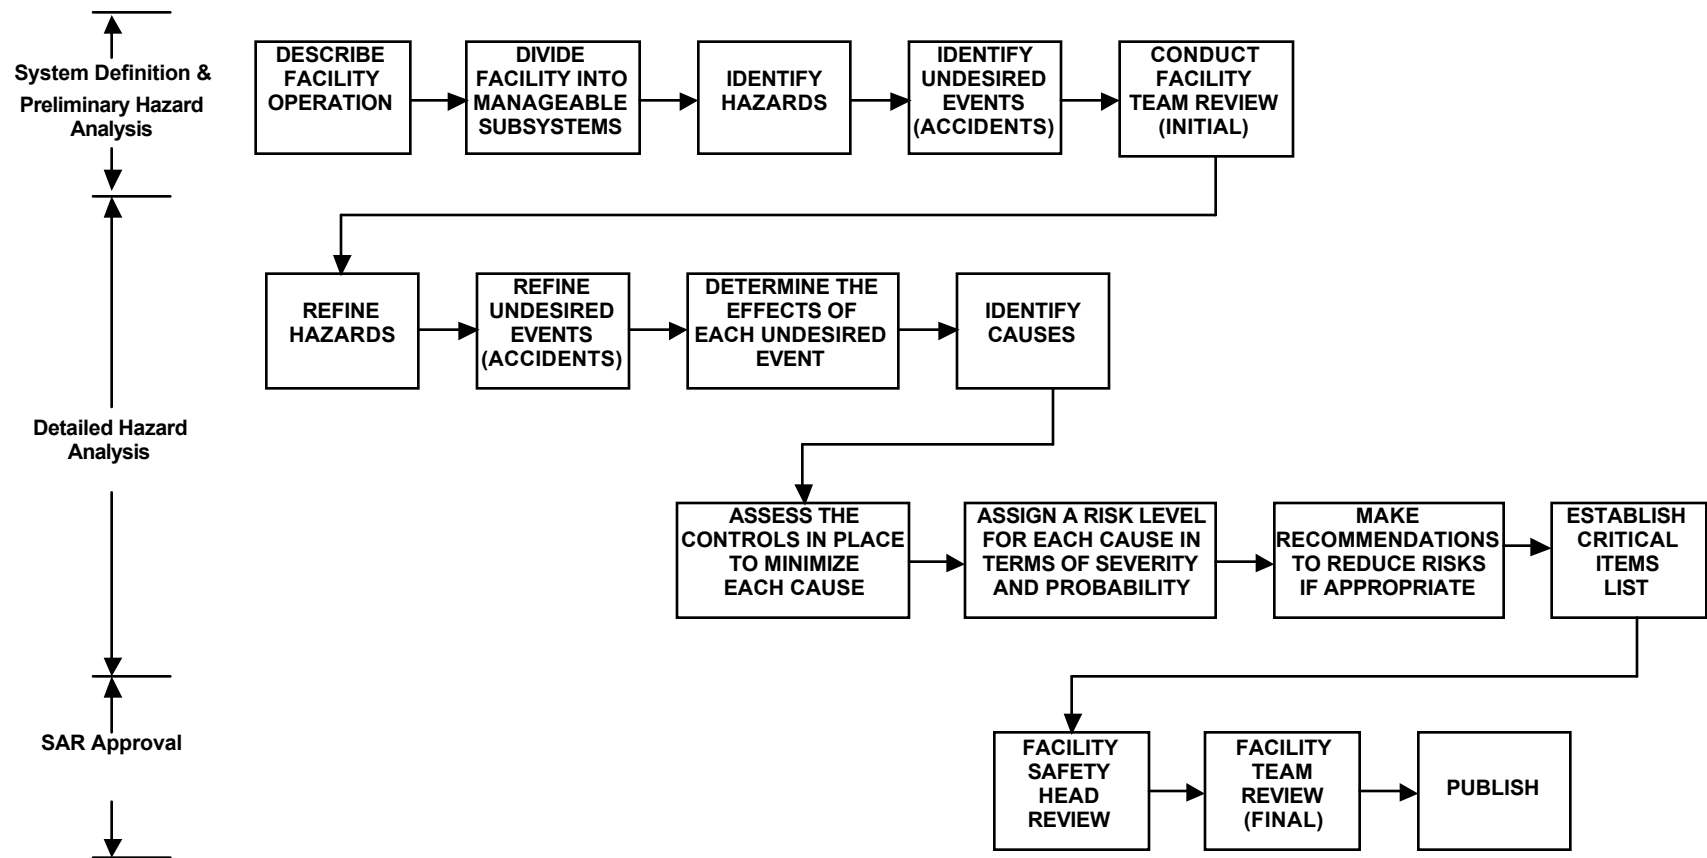 System Definition &
Preliminary Hazard
Analysis
DESCRIBE
FACILITY
OPERATION
DIVIDE
FACILITY INTO
MANAGEABLE
SUBSYSTEMS
IDENTIFY
HAZARDS
IDENTIFY
UNDESIRED
EVENTS
(ACCIDENTS)
CONDUCT
FACILITY
TEAM REVIEW
(INITIAL)
Detailed Hazard
Analysis
REFINE
HAZARDS
REFINE
UNDESIRED
EVENTS
(ACCIDENTS)
DETERMINE THE
EFFECTS OF
EACH UNDESIRED
EVENT
IDENTIFY
CAUSES
ASSESS THE
CONTROLS IN PLACE
TO MINIMIZE
EACH CAUSE
ASSIGN A RISK LEVEL
FOR EACH CAUSE IN
TERMS OF SEVERITY
AND PROBABILITY
MAKE
RECOMMENDATIONS
TO REDUCE RISKS
IF APPROPRIATE
ESTABLISH
CRITICAL
ITEMS
LIST
SAR Approval
FACILITY
SAFETY
HEAD
REVIEW
FACILITY
TEAM
REVIEW
(FINAL)
PUBLISH